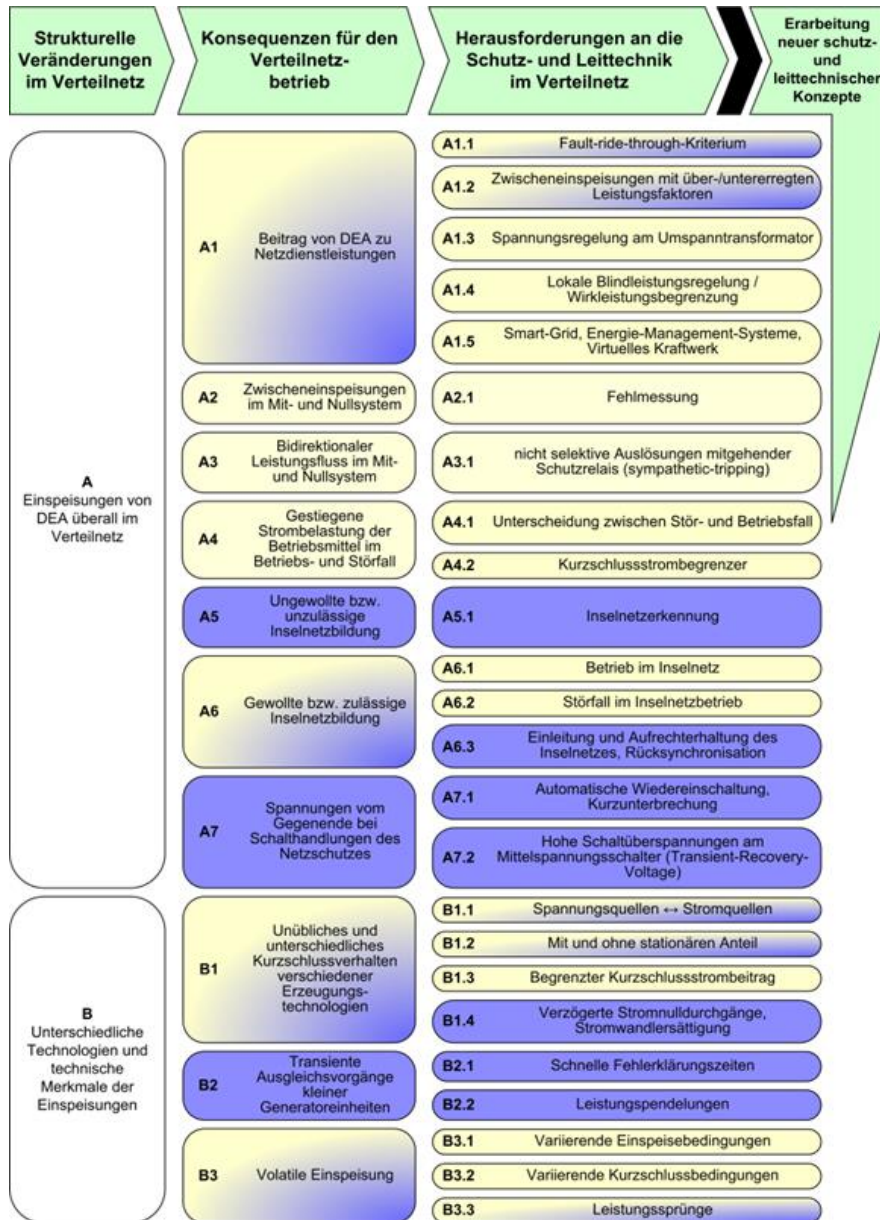 Strukturelle
Veränderungen
im Verteilnetz
Konsequenzen für den
Verteilnetz-
betrieb
Herausforderungen an die
Schutz- und Leittechnik
im Verteilnetz
Erarbeitung
neuer schutz-
und
leittechnischer
Konzepte
A
Einspeisungen von
DEA überall im
Verteilnetz
A1
Beitrag von DEA zu
Netzdienstleistungen
A1.1 Fault-ride-through-Kriterium
A1.2 Zwischeneinspeisungen mit über-/untererregten
Leistungsfaktoren
A1.3 Spannungsregelung am Umspanntransformator
A1.4 Lokale Blindleistungsregelung /
Wirkleistungsbegrenzung
A1.5 Smart-Grid, Energie-Management-Systeme,
Virtuelles Kraftwerk
A2 Zwischeneinspeisungen
im Mit- und Nullsystem
A2.1 Fehlmessung
A3 Bidirektionaler
Leistungsfluss im Mit-
und Nullsystem
A3.1 nicht selektive Auslösungen mitgehender
Schutzrelais (sympathetic-tripping)
A4 Gestiegene
Strombelastung der
Betriebsmittel im
Betriebs- und Störfall
A4.1 Unterscheidung zwischen Stör- und Betriebsfall
A4.2 Kurzschlussstrombegrenzer
A5 Ungewollte bzw.
unzulässige
Inselnetzbildung
A5.1 Inselnetzerkennung
A6 Gewollte bzw. zulässige
Inselnetzbildung
A6.1 Betrieb im Inselnetz
A6.2 Störfall im Inselnetzbetrieb
A6.3 Einleitung und Aufrechterhaltung des
Inselnetzes, Rücksynchronisation
A7 Spannungen vom
Gegenende bei
Schalthandlungen des
Netzschutzes
A7.1 Automatische Wiedereinschaltung,
Kurzunterbrechung
A7.2 Hohe Schaltüberspannungen am
Mittelspannungsschalter (Transient-Recovery-
Voltage)
B
Unterschiedliche
Technologien und
technische
Merkmale der
Einspeisungen
B1 Unübliches und
unterschiedliches
Kurzschlussverhalten
verschiedener
Erzeugungs-
technologien
B1.1 Spannungsquellen ↔ Stromquellen
B1.2 Mit und ohne stationären Anteil
B1.3 Begrenzter Kurzschlussstrombeitrag
B1.4 Verzögerte Stromnulldurchgänge,
Stromwandlersättigung
B2 Transiente
Ausgleichsvorgänge
kleiner
Generatoreinheiten
B2.1 Schnelle Fehlerklärungszeiten
B2.2 Leistungspendelungen
B3 Volatile Einspeisung
B3.1 Variierende Einspeisebedingungen
B3.2 Variierende Kurzschlussbedingungen
B3.3 Leistungssprünge